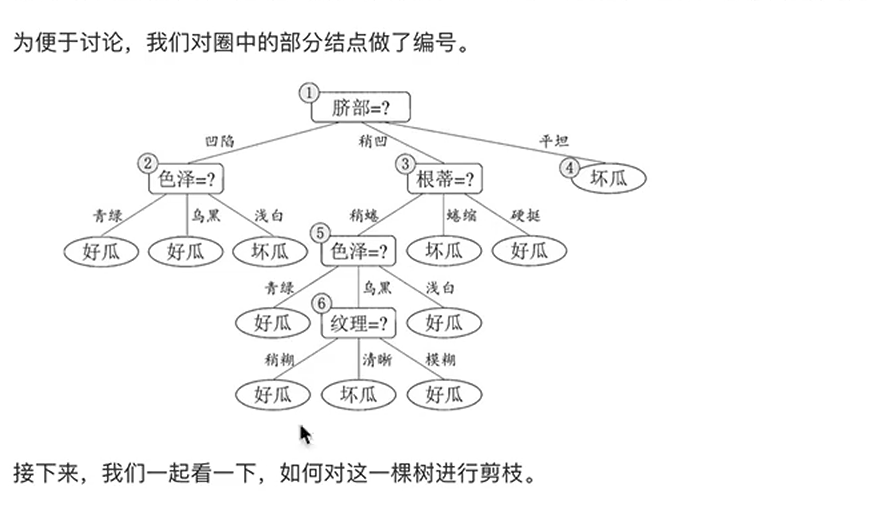 为便于讨论，我们对圈中的部分结点做了编号。
① 脐部=?
凹陷 稍凹 平坦
② 色泽=? ③ 根蒂=? ④ 坏瓜
青绿 乌黑 浅白 稍蜷 蜷缩 硬挺
好瓜 好瓜 坏瓜 ⑤ 色泽=? 坏瓜 好瓜
青绿 乌黑 浅白
好瓜 ⑥ 纹理=? 好瓜
稍糊 清晰 模糊
好瓜 坏瓜 好瓜
接下来，我们一起看一下，如何对这一棵树进行剪枝。